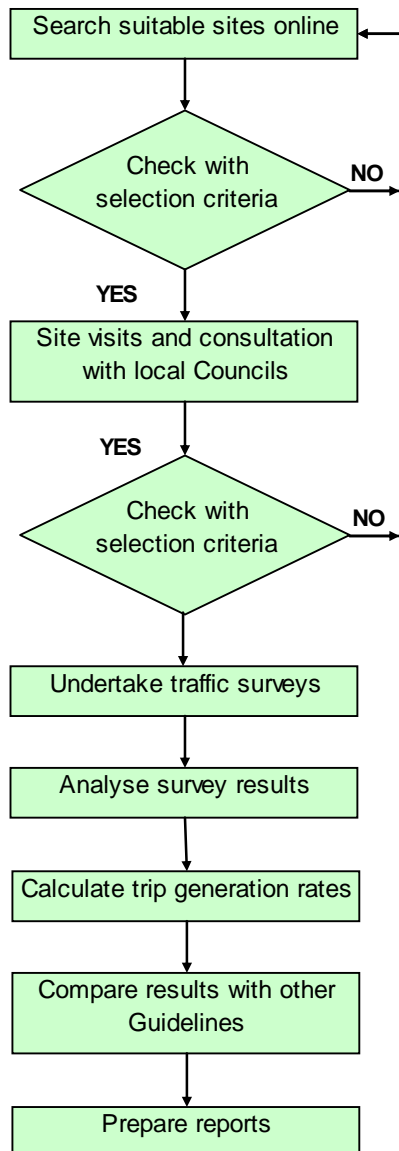 Search suitable sites online
Check with
selection criteria
NO
YES
Site visits and consultation
with local Councils
YES
Check with
selection criteria
NO
Undertake traffic surveys
Analyse survey results
Calculate trip generation rates
Compare results with other
Guidelines
Prepare reports